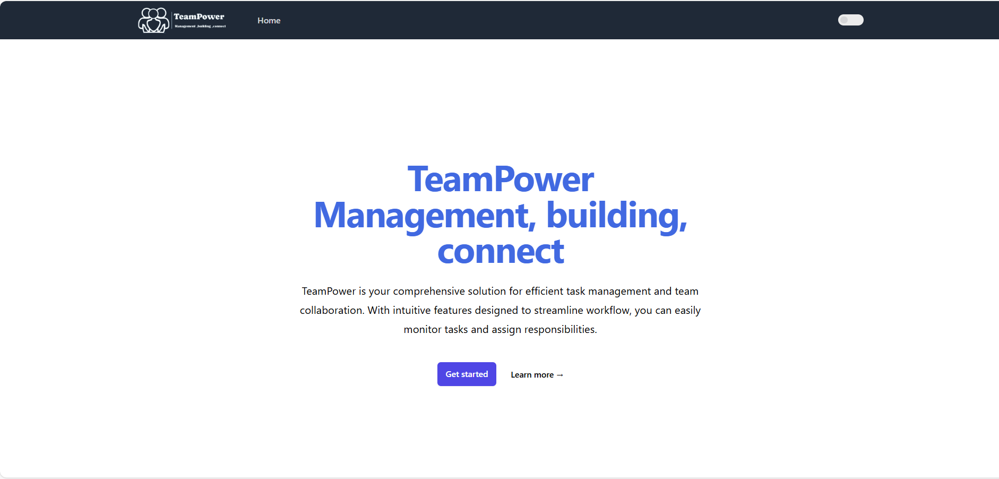 TeamPower
Management ,building ,connect
Home
TeamPower
Management, building,
connect
TeamPower is your comprehensive solution for efficient task management and team
collaboration. With intuitive features designed to streamline workflow, you can easily
monitor tasks and assign responsibilities.
Get started
Learn more →